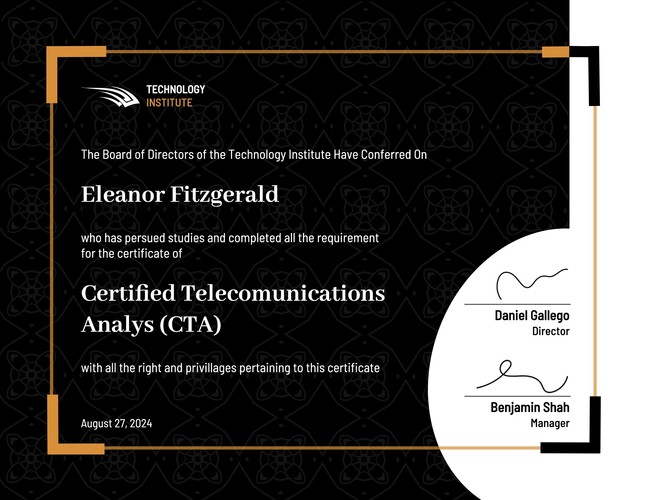 TECHNOLOGY
INSTITUTE
The Board of Directors of the Technology Institute Have Conferred On
Eleanor Fitzgerald
who has persued studies and completed all the requirement
for the certificate of
Certified Telecomunications
Analys (CTA)
with all the right and privillages pertaining to this certificate
August 27, 2024
Daniel Gallego
Director
Benjamin Shah
Manager